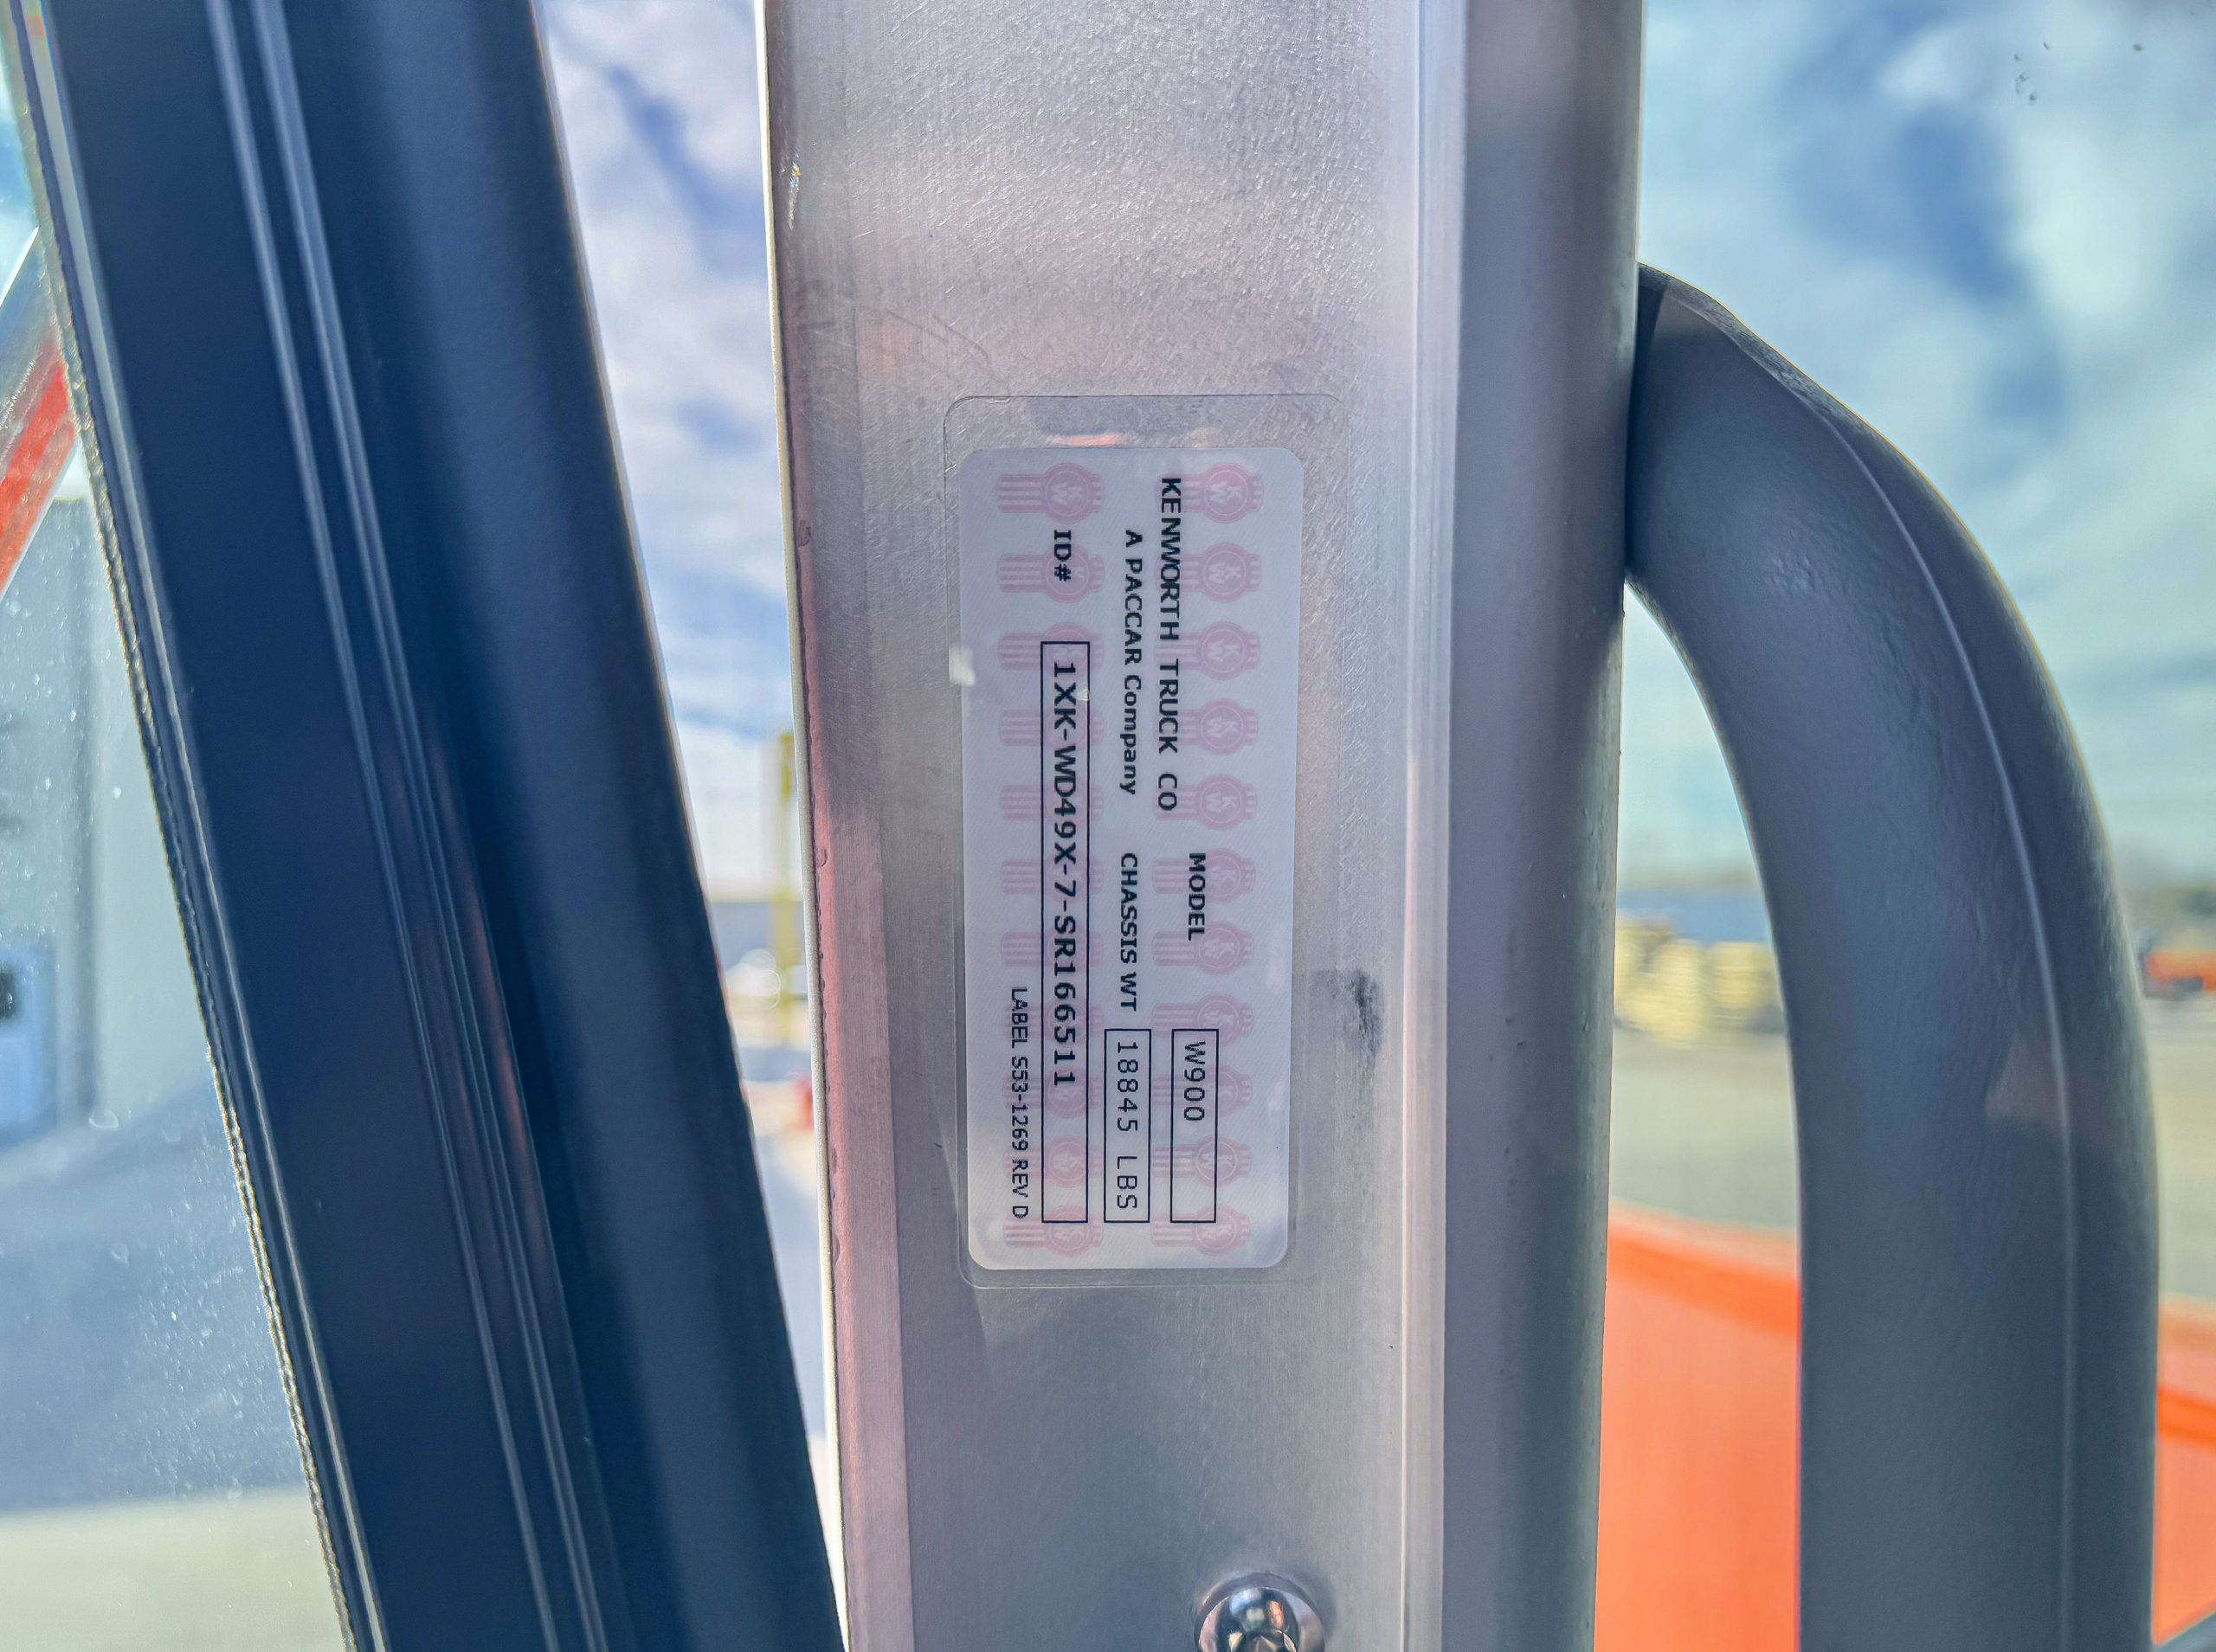 KENWORTH TRUCK CO
A PACCAR Company
MODEL W900
CHASSIS WT 18845 LBS
ID# 1XK-WD49X-7-SR166511
LABEL S53-1269 REV D